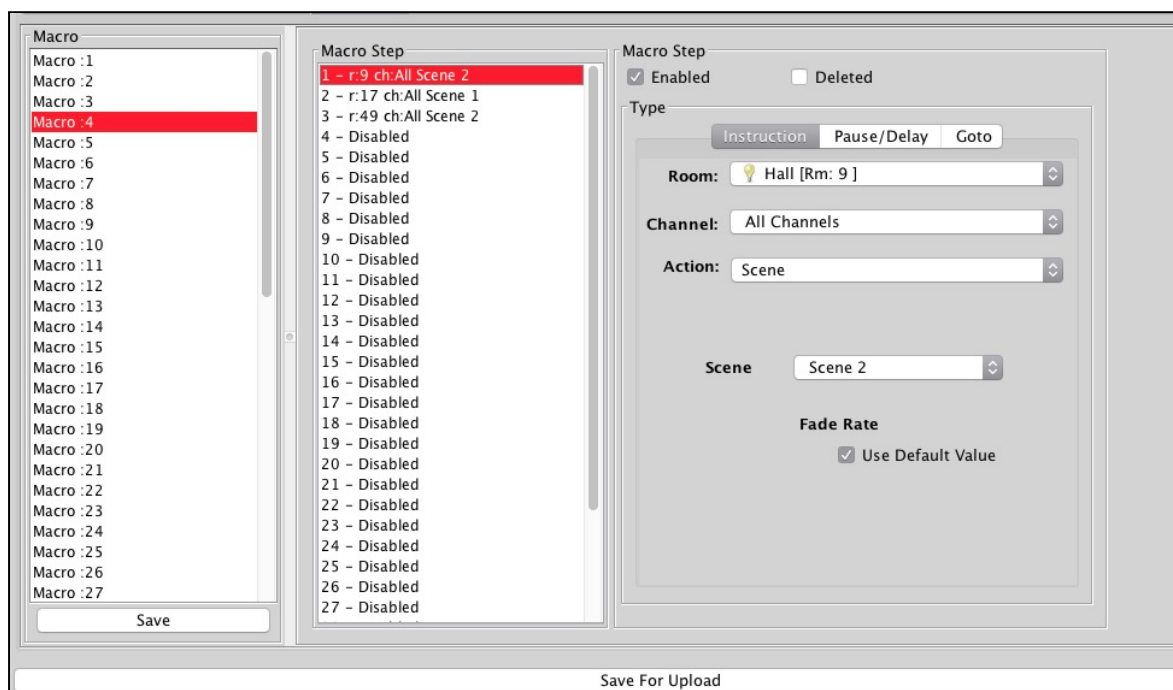 Macro
Macro :1
Macro :2
Macro :3
Macro :4
Macro :5
Macro :6
Macro :7
Macro :8
Macro :9
Macro :10
Macro :11
Macro :12
Macro :13
Macro :14
Macro :15
Macro :16
Macro :17
Macro :18
Macro :19
Macro :20
Macro :21
Macro :22
Macro :23
Macro :24
Macro :25
Macro :26
Macro :27
Save
Macro Step
1 – r:9 ch:All Scene 2
2 – r:17 ch:All Scene 1
3 – r:49 ch:All Scene 2
4 – Disabled
5 – Disabled
6 – Disabled
7 – Disabled
8 – Disabled
9 – Disabled
10 – Disabled
11 – Disabled
12 – Disabled
13 – Disabled
14 – Disabled
15 – Disabled
16 – Disabled
17 – Disabled
18 – Disabled
19 – Disabled
20 – Disabled
21 – Disabled
22 – Disabled
23 – Disabled
24 – Disabled
25 – Disabled
26 – Disabled
27 – Disabled
Macro Step
Enabled Deleted
Type
Instruction Pause/Delay Goto
Room: Hall [Rm: 9 ]
Channel: All Channels
Action: Scene
Scene Scene 2
Fade Rate
Use Default Value
Save For Upload